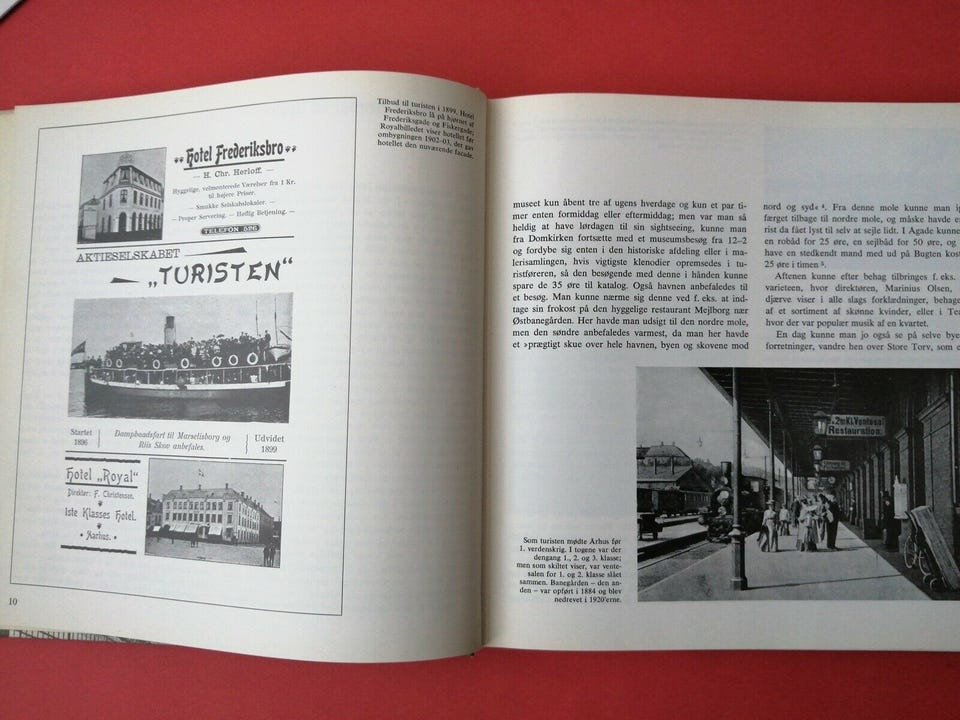 Tilbud til turisten i 1899. Hotel
Frederiksbro lå på hjørnet af
Frederiksgade og Fiskergade;
Royalbilledet viser hotellet før
ombygningen 1902-03, der gav
hotellet den nuværende facade.
Hotel Frederiksbro
— H. Chr. Herloff. —
Hyggelige, velmonterede Værelser fra 1 Kr.
til højere Priser.
— Smukke Selskabslokaler. —
— Proper Servering. — Høflig Betjening. —
TELEFON 526
AKTIESELSKABET
„TURISTEN“
Startet
1896
Dampbaadsfart til Marselisborg og
Riis Skov anbefales.
Udvidet
1899
Hotel „Royal“
Direktør: F. Christensen.
1ste Klasses Hotel.
• Aarhus. •
10
museet kun åbent tre af ugens hverdage og kun et par ti-
mer enten formiddag eller eftermiddag; men var man så
heldig at have lørdagen til sin sightseeing, kunne man
fra Domkirken fortsætte med et museumsbesøg fra 12-2
og fordybe sig enten i den historiske afdeling eller i ma-
lerisamlingen, hvis vigtigste klenodier opremsedes i tu-
ristføreren, så den besøgende med denne i hånden kunne
spare de 35 øre til katalog. Også havnen anbefaledes til
et besøg. Man kunne nærme sig denne ved f. eks. at ind-
tage sin frokost på den hyggelige restaurant Mejlborg nær
Østbanegården. Her havde man udsigt til den nordre mole,
men den søndre anbefaledes varmest, da man her havde
et »prægtigt skue over hele havnen, byen og skovene mod
nord og syd« 4. Fra denne mole kunne man
færget tilbage til nordre mole, og måske havde
rist da fået lyst til selv at sejle lidt. I Ågade kunne
en robåd for 25 øre, en sejlbåd for 50 øre, og
have en stedkendt mand med ud på Bugten
25 øre i timen 5.
Aftenen kunne efter behag tilbringes f. eks.
varieteen, hvor direktøren, Marinius Olsen,
djærve viser i alle slags forklædninger,
af et sortiment af skønne kvinder, eller i
hvor der var populær musik af en kvartet.
En dag kunne man jo også se på selve
forretninger, vandre hen over Store Torv, som
2den Kl. Ventesal
Restauration.
Som turisten mødte Århus før
1. verdenskrig. I togene var der
dengang 1., 2. og 3. klasse;
men som skiltet viser, var vente-
salen for 1. og 2. klasse slået
sammen. Banegården – den an-
den – var opført i 1884 og blev
nedrevet i 1920'erne.